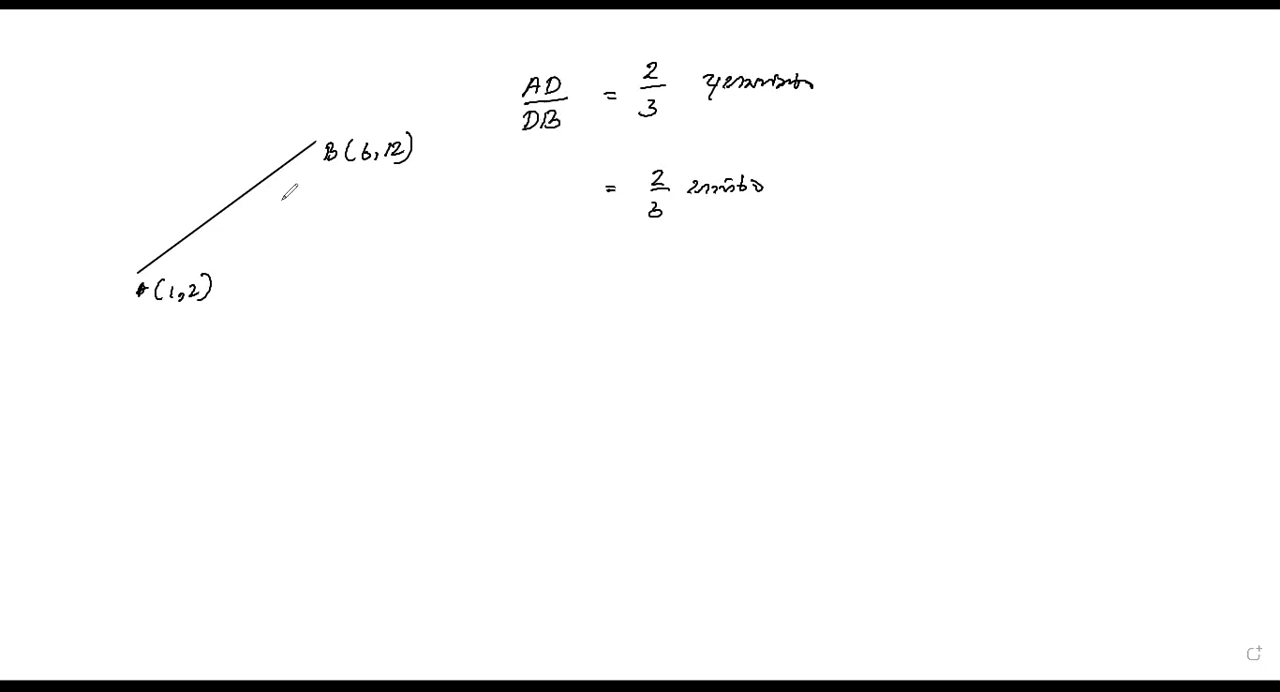 AD/DB = 2/3
B(6,12)
= 2/3
A(1,2)